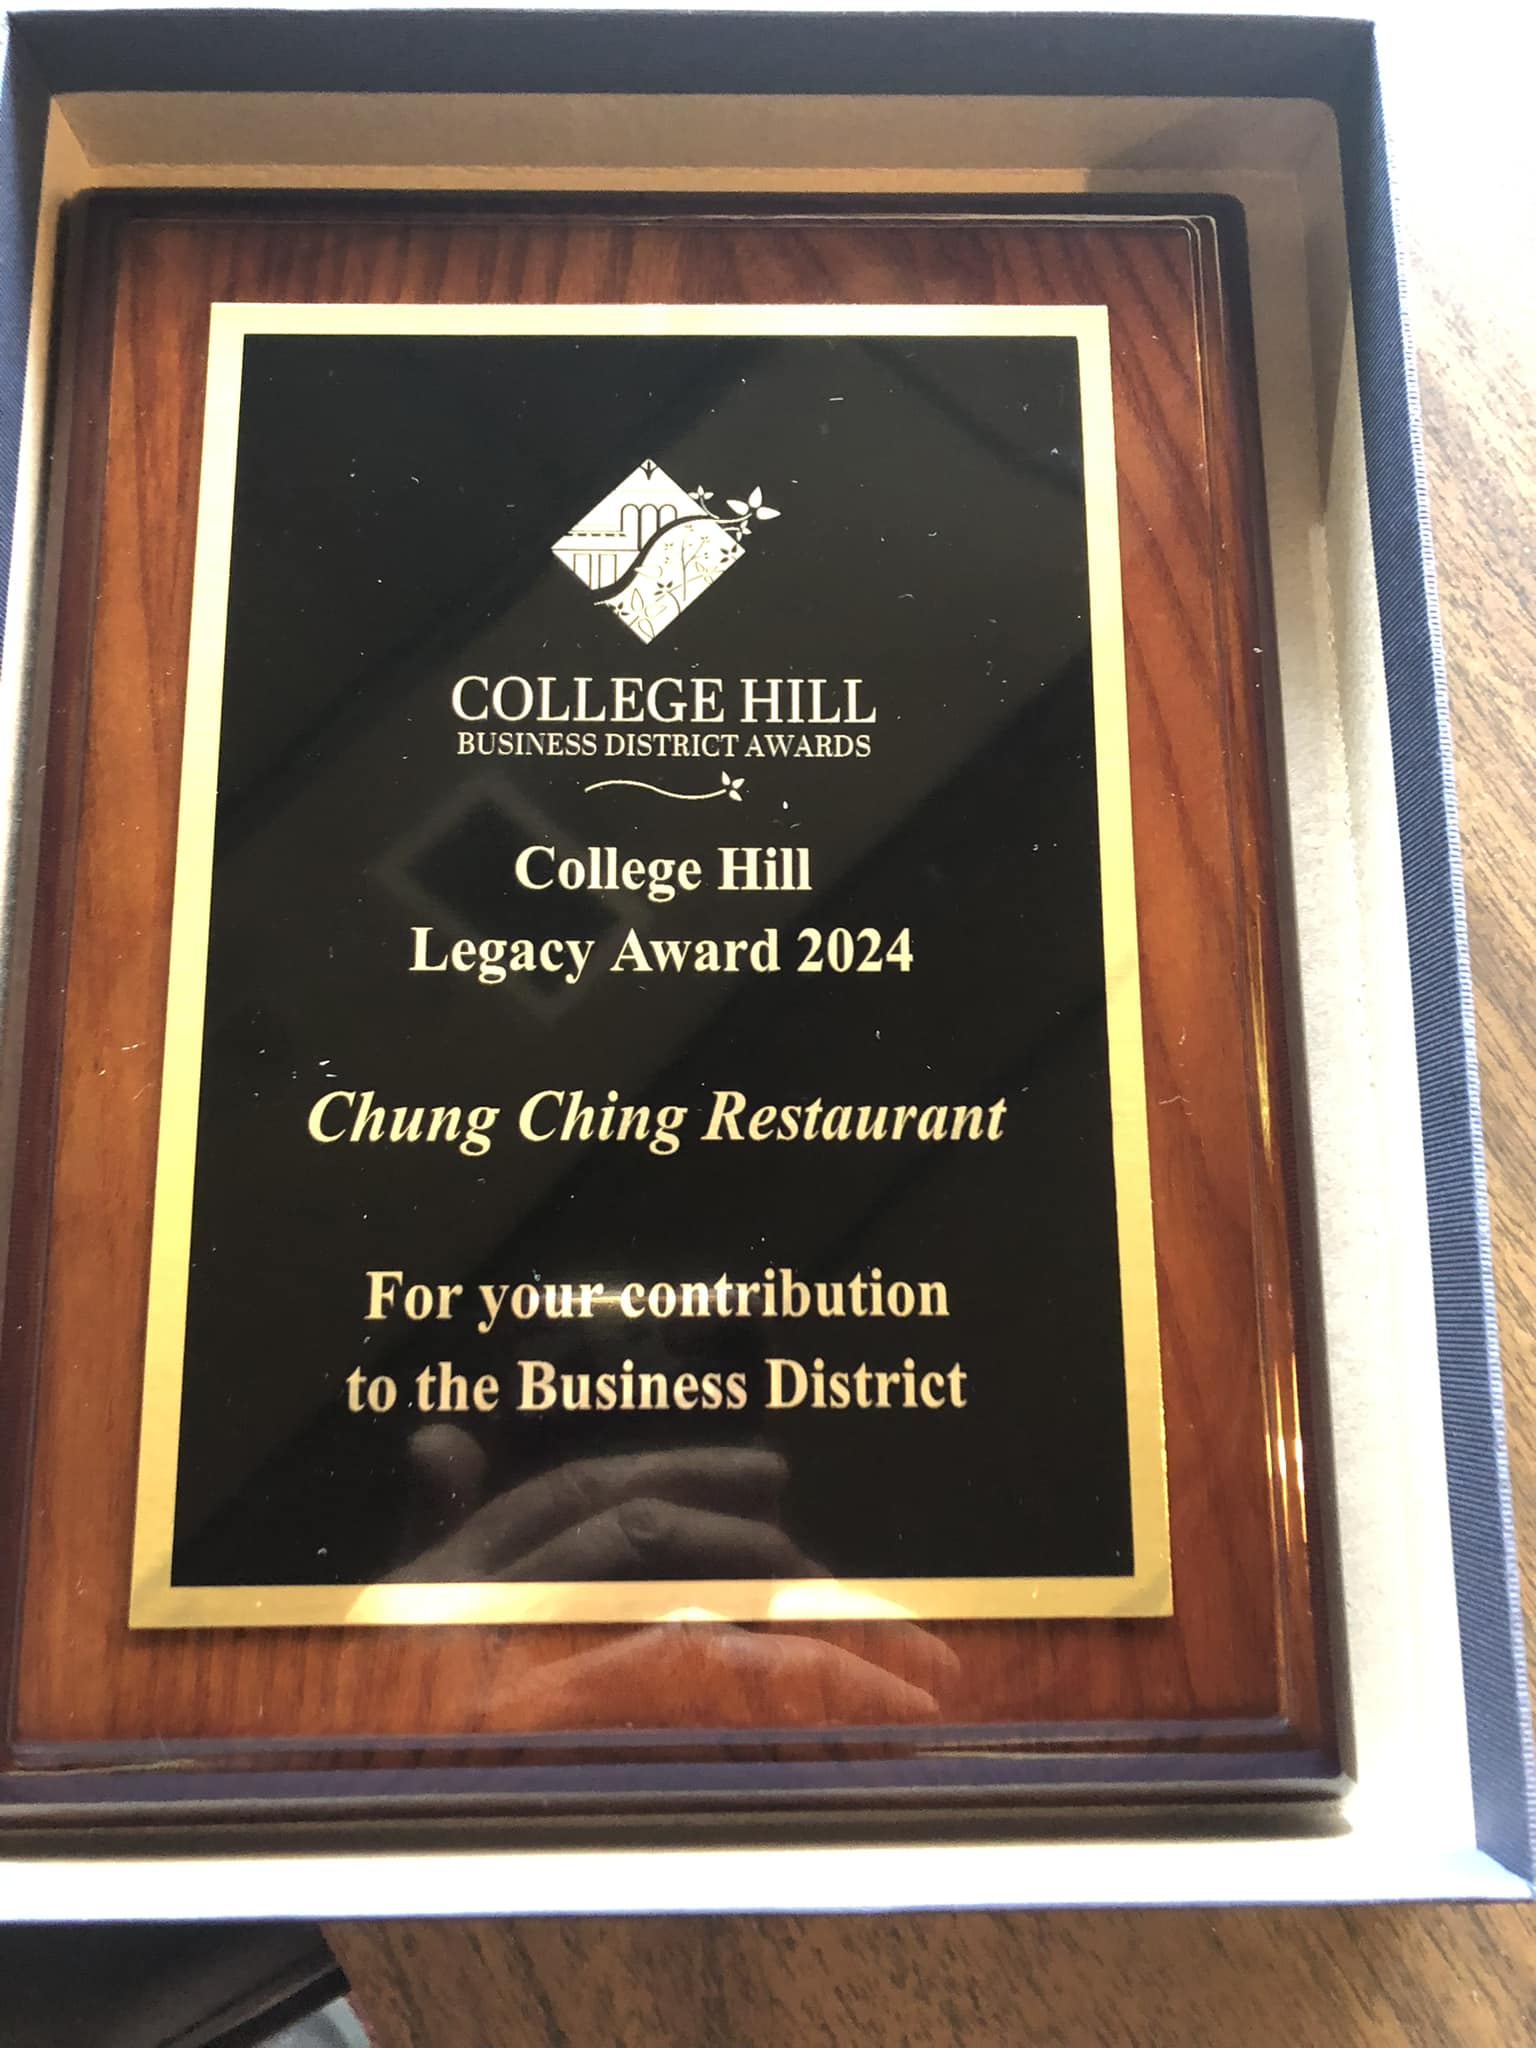 COLLEGE HILL
BUSINESS DISTRICT AWARDS
College Hill
Legacy Award 2024
Chung Ching Restaurant
For your contribution
to the Business District